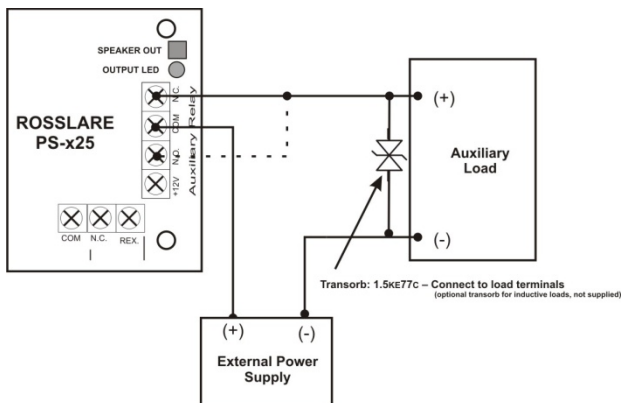 SPEAKER OUT
OUTPUT LED
ROSSLARE
PS-x25
N.C.
COM
N.O.
+12V
Auxiliary Relay
COM N.C. REX.
(+)
Auxiliary
Load
(-)
Transorb: 1.5KE77C – Connect to load terminals
(optional transorb for inductive loads, not supplied)
(+) (-)
External Power
Supply